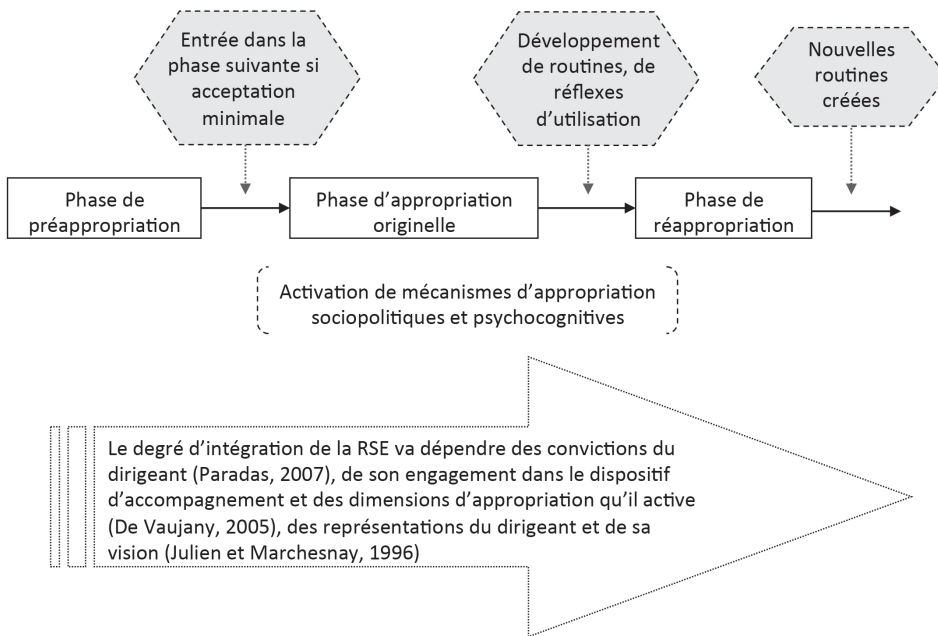 Entrée dans la
phase suivante si
acceptation
minimale
Développement
de routines, de
réflexes
d’utilisation
Nouvelles
routines
créées
Phase de
préappropriation
Phase d’appropriation
originelle
Phase de
réappropriation
Activation de mécanismes d’appropriation
sociopolitiques et psychocognitives
Le degré d’intégration de la RSE va dépendre des convictions du
dirigeant (Paradas, 2007), de son engagement dans le dispositif
d’accompagnement et des dimensions d’appropriation qu’il active
(De Vaujany, 2005), des représentations du dirigeant et de sa
vision (Julien et Marchesnay, 1996)